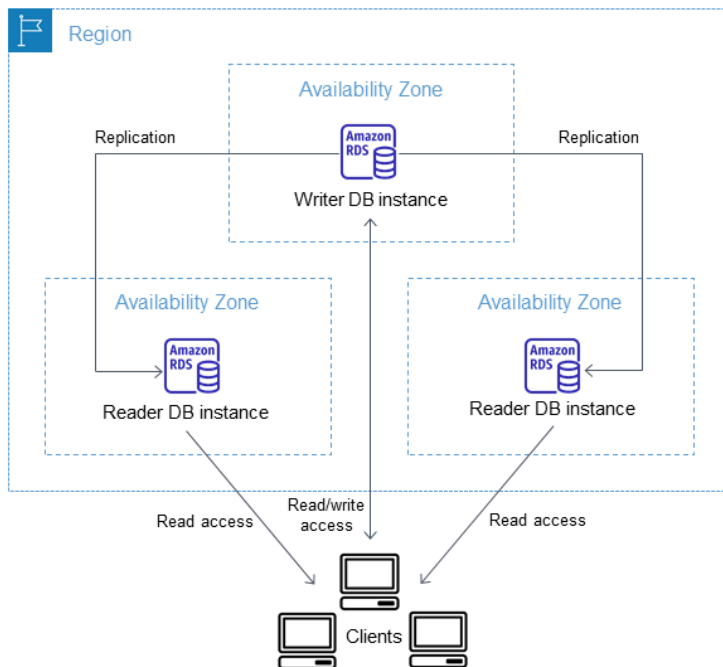 Region
Availability Zone
Replication
Replication
Amazon
RDS
Writer DB instance
Availability Zone
Availability Zone
Amazon
RDS
Amazon
RDS
Reader DB instance
Reader DB instance
Read access
Read/write
access
Read access
Clients